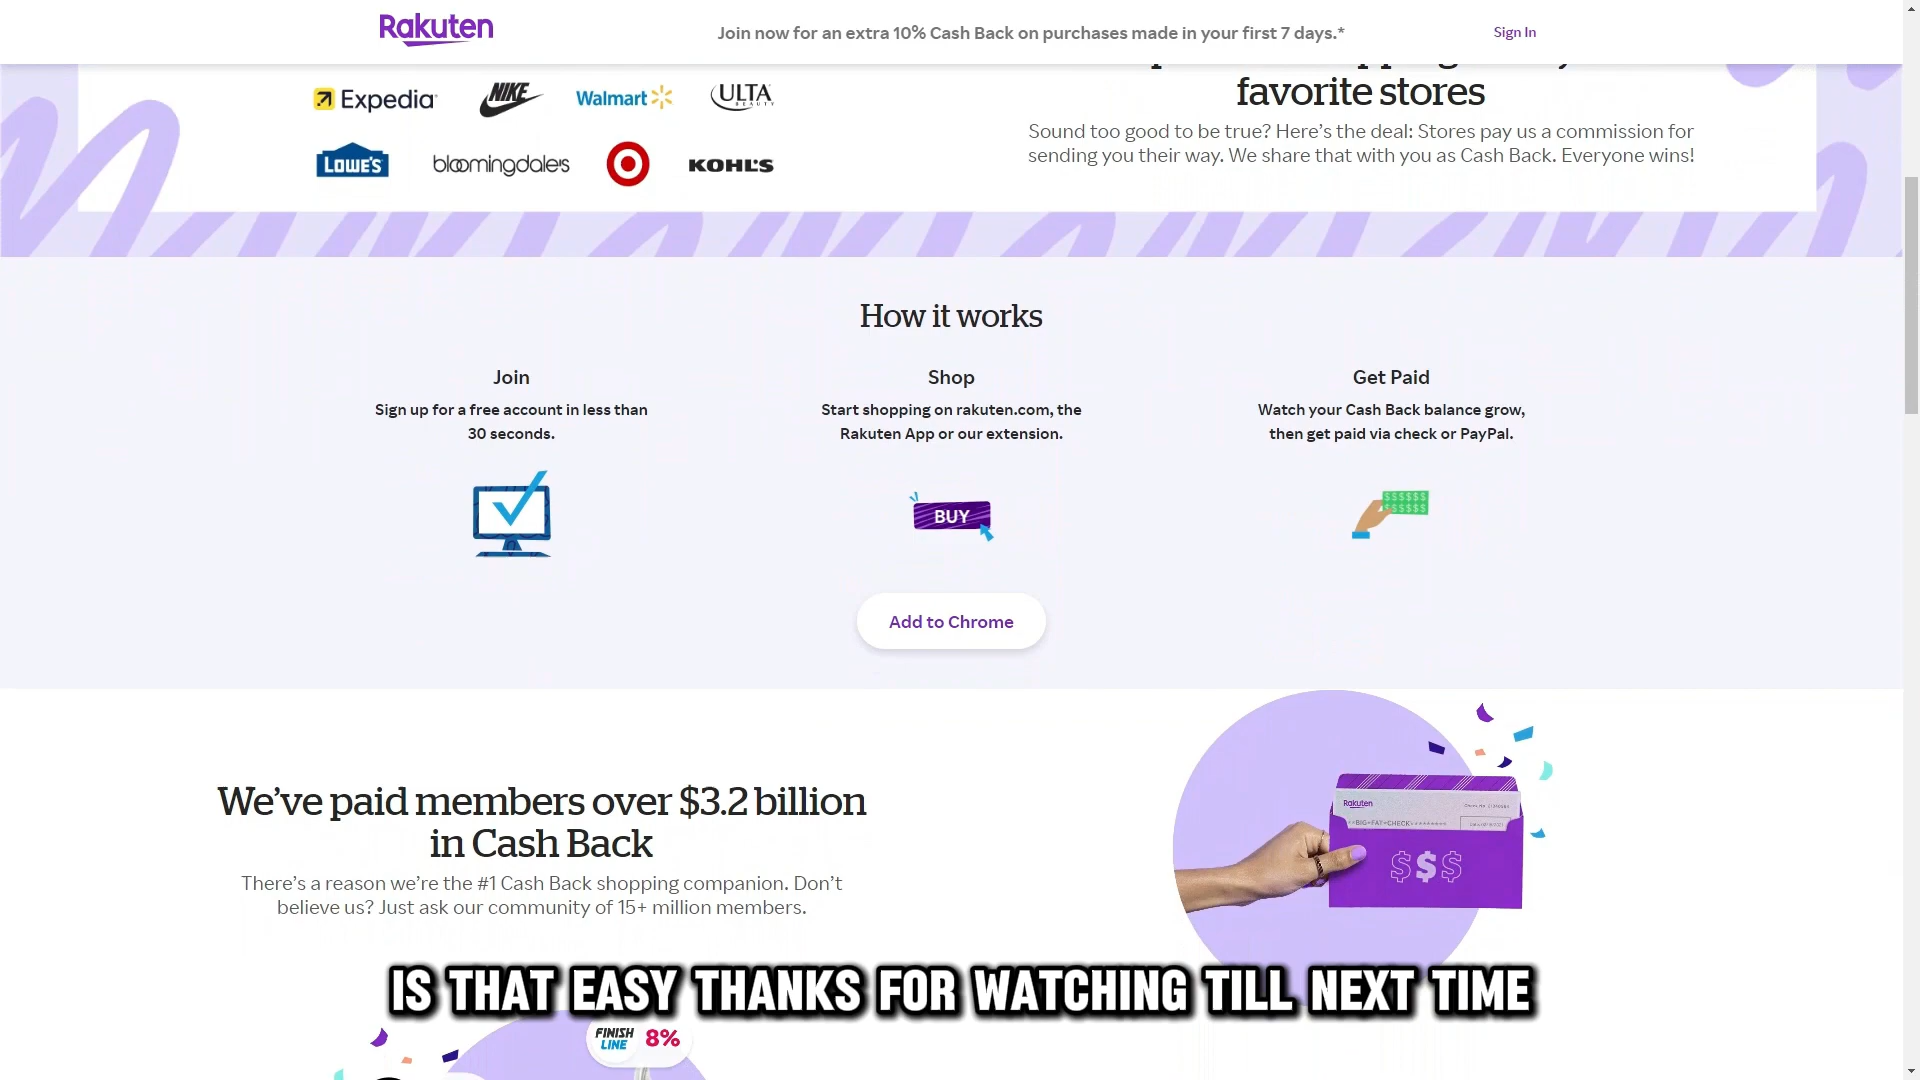 Rakuten
Join now for an extra 10% Cash Back on purchases made in your first 7 days.*
Sign In
Expedia
NIKE
Walmart
ULTA
BEAUTY
LOWE'S
bloomingdale's
KOHL'S
favorite stores
Sound too good to be true? Here's the deal: Stores pay us a commission for
sending you their way. We share that with you as Cash Back. Everyone wins!
How it works
Join
Sign up for a free account in less than
30 seconds.
Shop
Start shopping on rakuten.com, the
Rakuten App or our extension.
BUY
Get Paid
Watch your Cash Back balance grow,
then get paid via check or PayPal.
$$$$$$
$$$$$$
Add to Chrome
We've paid members over $3.2 billion
in Cash Back
There's a reason we're the #1 Cash Back shopping companion. Don't
believe us? Just ask our community of 15+ million members.
Rakuten
BIG FAT CHECK
$$$
IS THAT EASY THANKS FOR WATCHING TILL NEXT TIME
FINISH
LINE
8%